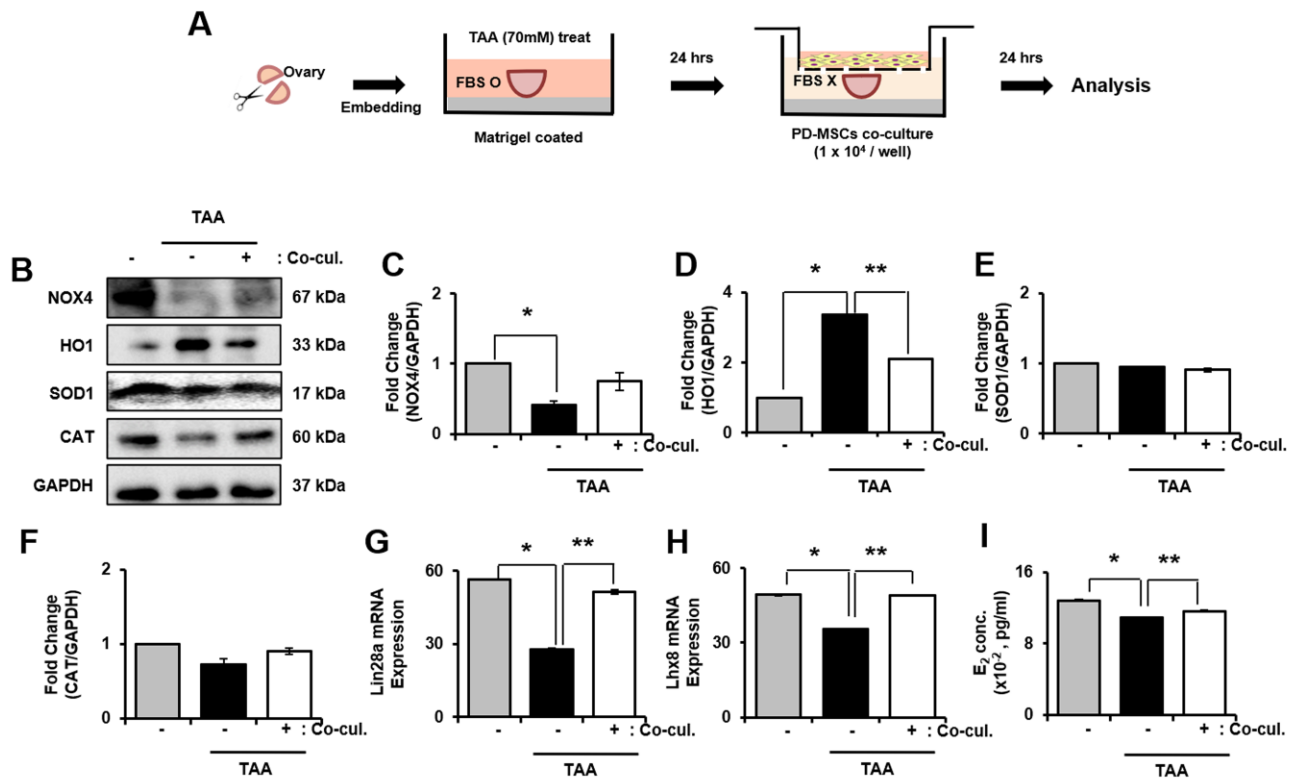 A
Ovary
Embedding
TAA (70mM) treat
FBS O
Matrigel coated
24 hrs
FBS X
PD-MSCs co-culture
(1 x 10⁴ / well)
24 hrs
Analysis
B
TAA
- - + : Co-cul.
NOX4 67 kDa
HO1 33 kDa
SOD1 17 kDa
CAT 60 kDa
GAPDH 37 kDa
C
Fold Change
(NOX4/GAPDH)
2
1
0
*
- - + : Co-cul.
TAA
D
Fold Change
(HO1/GAPDH)
4
2
0
* **
- - + : Co-cul.
TAA
E
Fold Change
(SOD1/GAPDH)
2
1
0
- - + : Co-cul.
TAA
F
Fold Change
(CAT/GAPDH)
2
1
0
- - + : Co-cul.
TAA
G
Lin28a mRNA
Expression
60
30
0
* **
- - + : Co-cul.
TAA
H
Lhx8 mRNA
Expression
60
30
0
* **
- - + : Co-cul.
TAA
I
E₂ conc.
(x10⁻², pg/ml)
16
8
0
* **
- - + : Co-cul.
TAA